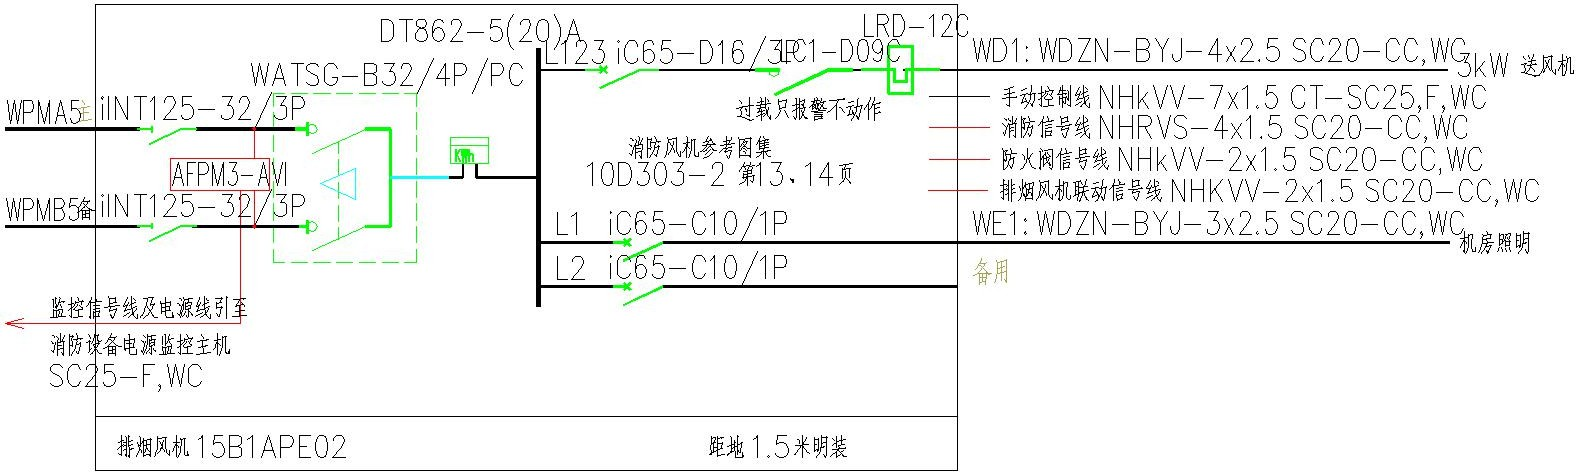 DT862-5(20)A
LRD-12C
L123 iC65-D16/3P
LC1-D09C
WD1: WDZN-BYJ-4x2.5 SC20-CC,WC
3kW 送风机
WATSG-B32/4P/PC
WPMA5主
iINT125-32/3P
过载只报警不动作
手动控制线 NHkVV-7x1.5 CT-SC25,F,WC
消防信号线 NHRVS-4x1.5 SC20-CC,WC
KWh
消防风机参考图集
10D303-2 第13、14页
防火阀信号线 NHkVV-2x1.5 SC20-CC,WC
AFPM3-AVI
排烟风机联动信号线 NHKVV-2x1.5 SC20-CC,WC
WPMB5备
iINT125-32/3P
L1 iC65-C10/1P
WE1: WDZN-BYJ-3x2.5 SC20-CC,WC
机房照明
L2 iC65-C10/1P
备用
监控信号线及电源线引至
消防设备电源监控主机
SC25-F,WC
排烟风机 15B1APE02
距地 1.5米明装